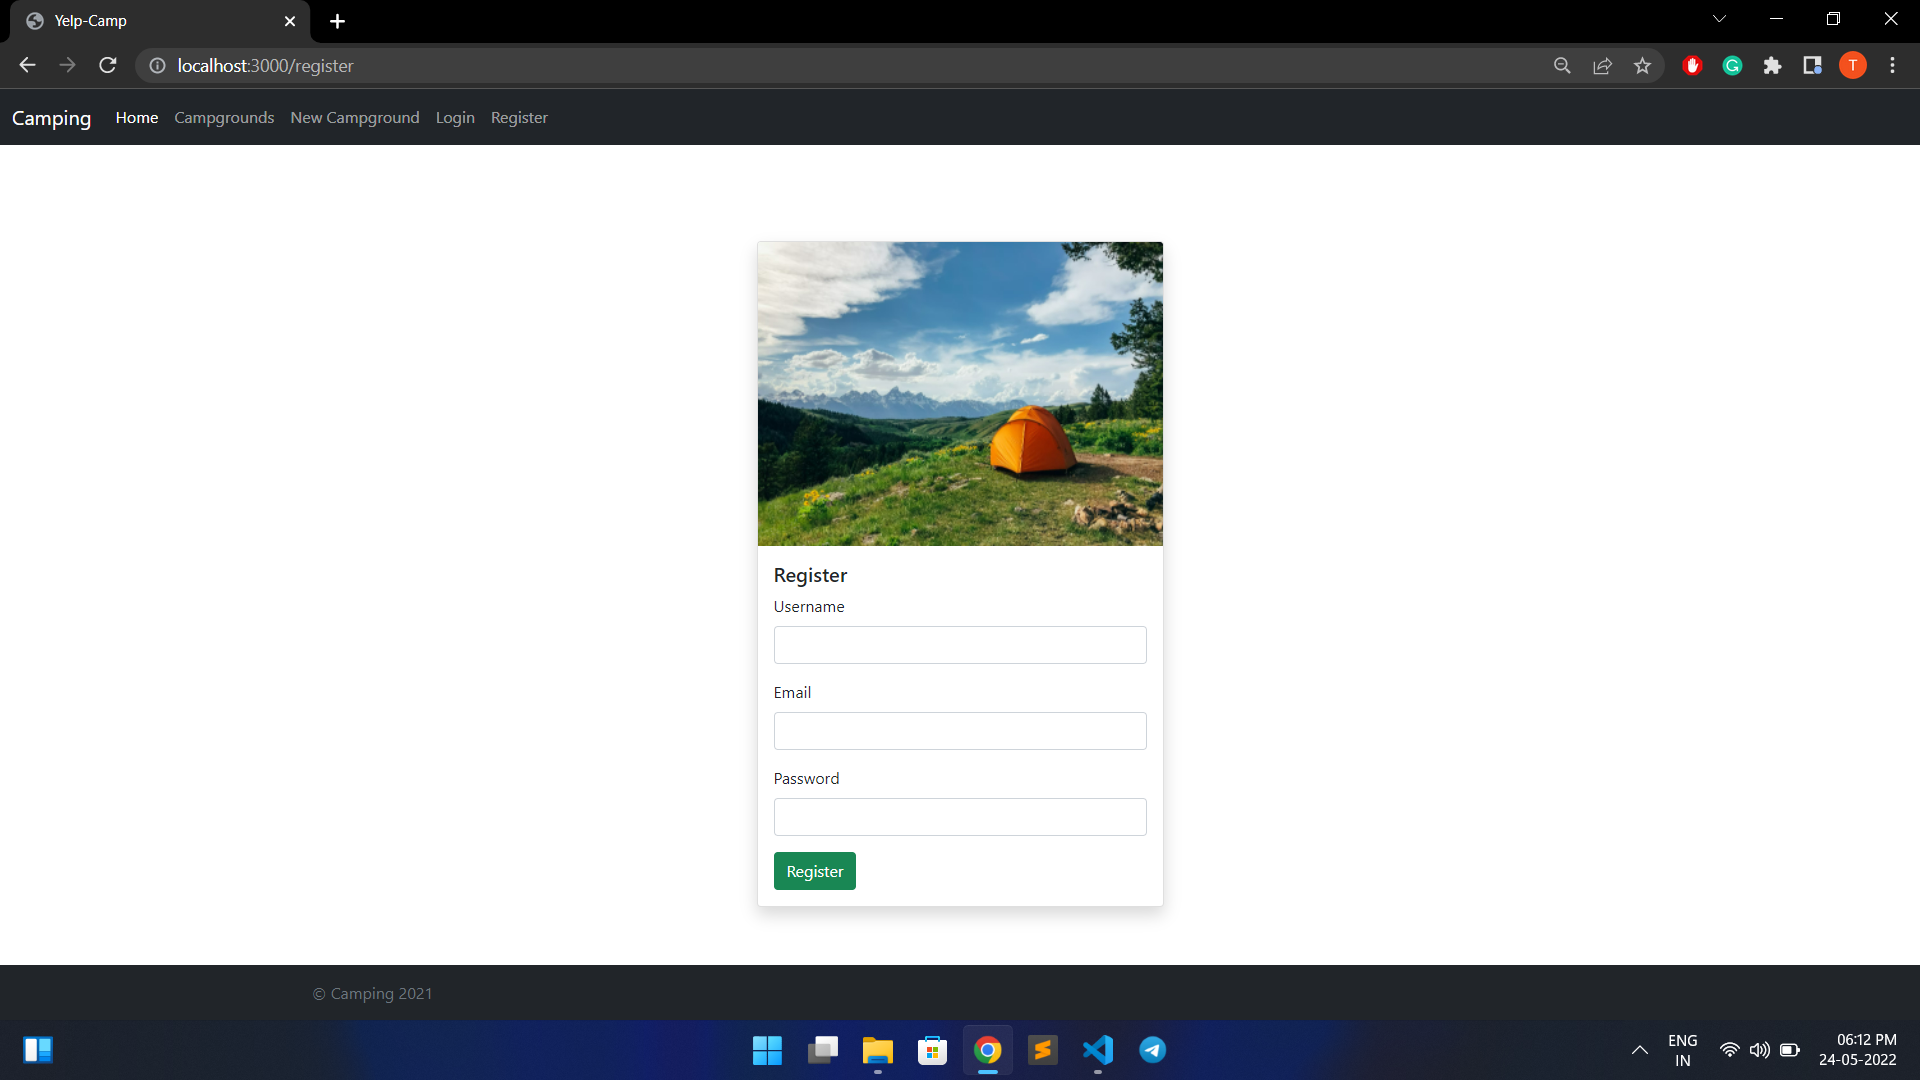 Yelp-Camp
localhost:3000/register
T
Camping Home Campgrounds New Campground Login Register
Register
Username
Email
Password
Register
© Camping 2021
ENG
IN
06:12 PM
24-05-2022